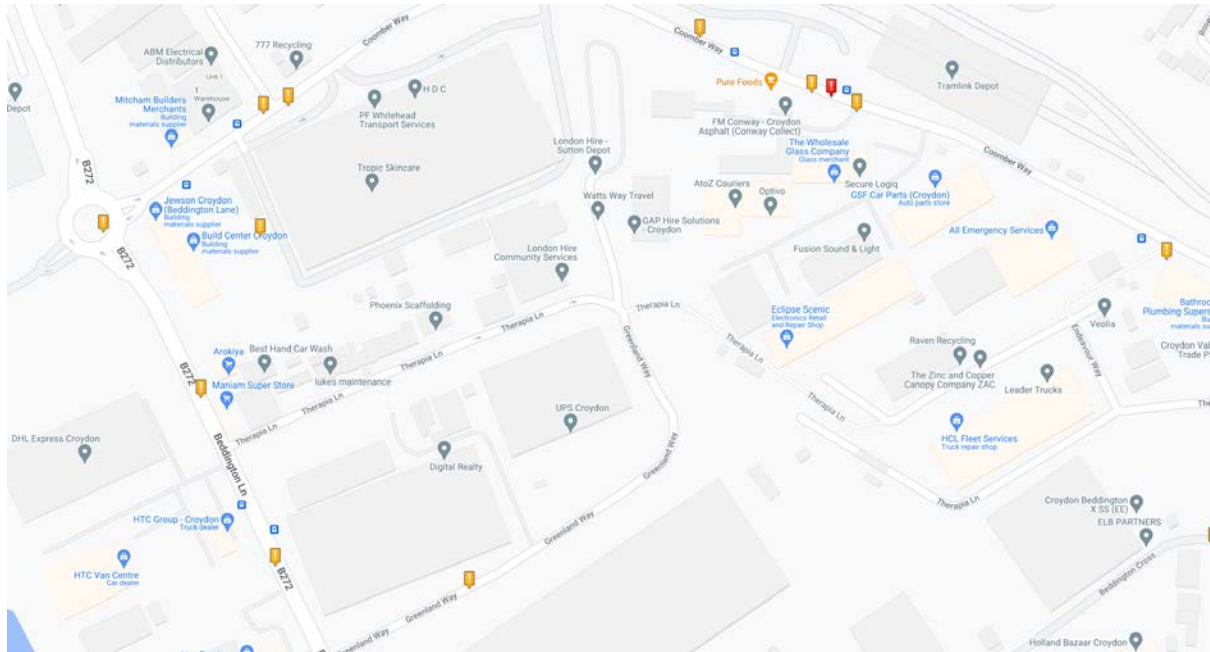 Coomber Way
777 Recycling
ABM Electrical
Distributors
Unit 1
1
Warehouse
Depot
Mitcham Builders
Merchants
Building
materials supplier
H D C
PF Whitehead
Transport Services
Tropic Skincare
B272
Jewson Croydon
(Beddington Lane)
Building
materials supplier
Build Center Croydon
Building
materials supplier
B272
Coomber Way
Pure Foods
Tramlink Depot
FM Conway - Croydon
Asphalt (Conway Collect)
London Hire -
Sutton Depot
The Wholesale
Glass Company
Glass merchant
Secure Logiq
GSF Car Parts (Croydon)
Auto parts store
Coomber Way
AtoZ Couriers
Optivo
Watts Way Travel
GAP Hire Solutions
- Croydon
All Emergency Services
Fusion Sound & Light
London Hire
Community Services
Phoenix Scaffolding
Therapia Ln
Therapia Ln
Eclipse Scenic
Electronics Retail
and Repair Shop
Therapia Ln
Greenland Way
Veolia
Bathroo
Plumbing Supers
materials su
Croydon Val
Trade P
Endeavour Way
Raven Recycling
The Zinc and Copper
Canopy Company ZAC
Leader Trucks
Arokiya
Best Hand Car Wash
Maniam Super Store
lukes maintenance
B272
Therapia Ln
UPS Croydon
Therapia Ln
The
HCL Fleet Services
Truck repair shop
DHL Express Croydon
Beddington Ln
Digital Realty
Greenland Way
Therapia Ln
HTC Group - Croydon
Truck dealer
Greenland Way
Croydon Beddington
X SS (EE)
ELB PARTNERS
HTC Van Centre
Car dealer
B272
Greenland Way
Greenland Way
Beddington Cross
Holland Bazaar Croydon